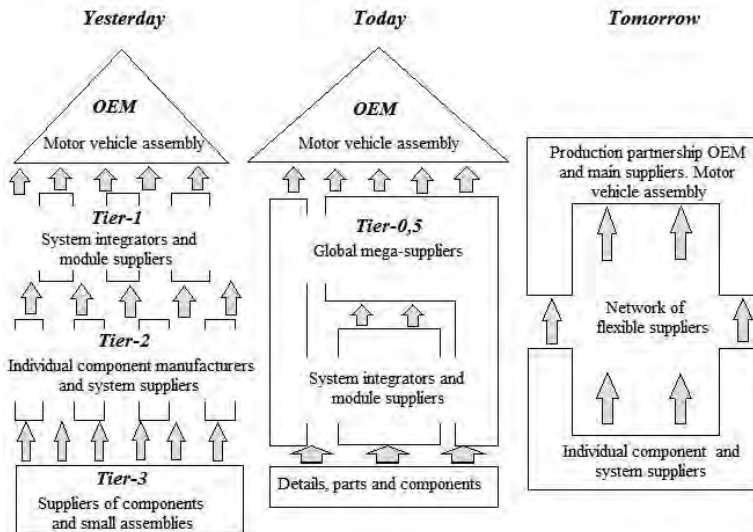 Yesterday
OEM
Motor vehicle assembly
Tier-1
System integrators and
module suppliers
Tier-2
Individual component manufacturers
and system suppliers
Tier-3
Suppliers of components
and small assemblies
Today
OEM
Motor vehicle assembly
Tier-0,5
Global mega-suppliers
System integrators and
module suppliers
Details, parts and components
Tomorrow
Production partnership OEM
and main suppliers. Motor
vehicle assembly
Network of
flexible suppliers
Individual component and
system suppliers